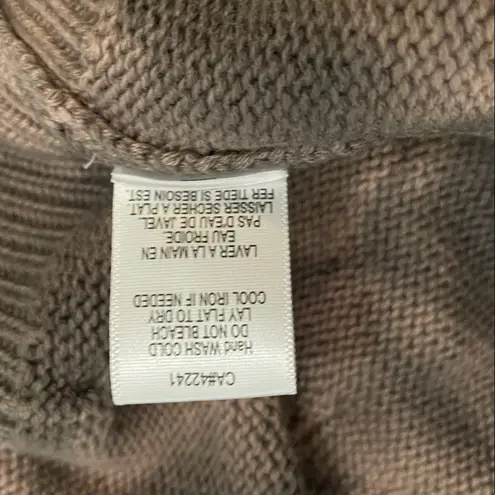 CA#42241
Hand WASH COLD
DO NOT BLEACH
LAY FLAT TO DRY
COOL IRON IF NEEDED
LAVER A LA MAIN EN
EAU FROIDE.
PAS D'EAU DE JAVEL
LAISSER SECHER A PLAT.
FER TIEDE SI BESOIN EST.